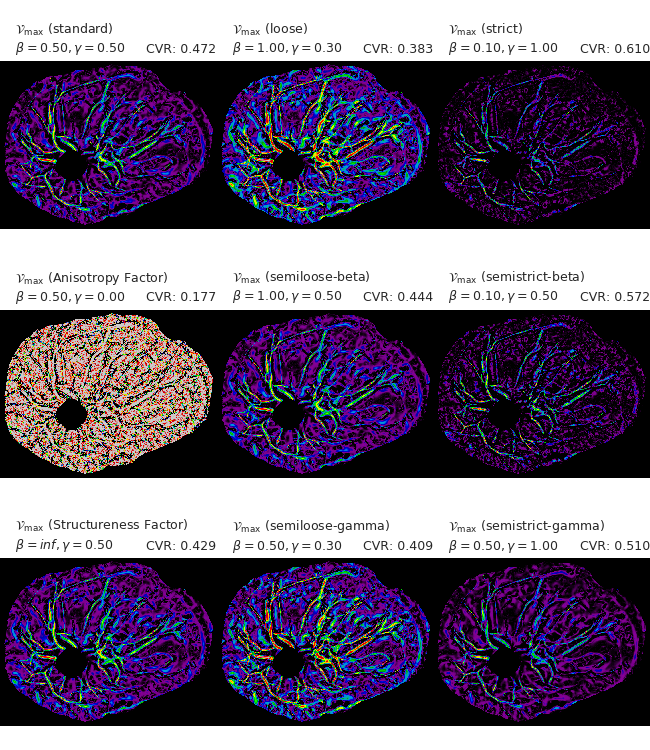 𝒱max (standard) 𝒱max (loose) 𝒱max (strict)
β = 0.50, γ = 0.50 CVR: 0.472 β = 1.00, γ = 0.30 CVR: 0.383 β = 0.10, γ = 1.00 CVR: 0.610
𝒱max (Anisotropy Factor) 𝒱max (semiloose-beta) 𝒱max (semistrict-beta)
β = 0.50, γ = 0.00 CVR: 0.177 β = 1.00, γ = 0.50 CVR: 0.444 β = 0.10, γ = 0.50 CVR: 0.572
𝒱max (Structureness Factor) 𝒱max (semiloose-gamma) 𝒱max (semistrict-gamma)
β = inf, γ = 0.50 CVR: 0.429 β = 0.50, γ = 0.30 CVR: 0.409 β = 0.50, γ = 1.00 CVR: 0.510